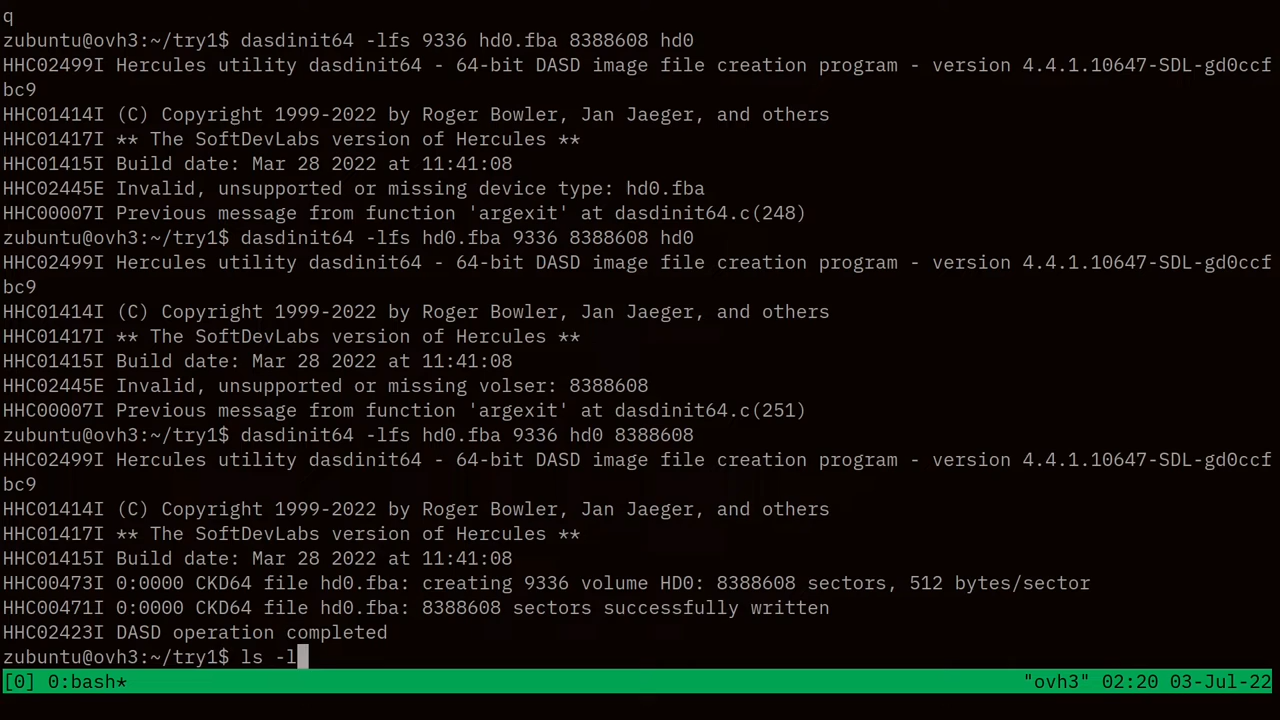 q
zubuntu@ovh3:~/try1$ dasdinit64 -lfs 9336 hd0.fba 8388608 hd0
HHC02499I Hercules utility dasdinit64 - 64-bit DASD image file creation program - version 4.4.1.10647-SDL-gd0ccf
bc9
HHC01414I (C) Copyright 1999-2022 by Roger Bowler, Jan Jaeger, and others
HHC01417I ** The SoftDevLabs version of Hercules **
HHC01415I Build date: Mar 28 2022 at 11:41:08
HHC02445E Invalid, unsupported or missing device type: hd0.fba
HHC00007I Previous message from function 'argexit' at dasdinit64.c(248)
zubuntu@ovh3:~/try1$ dasdinit64 -lfs hd0.fba 9336 8388608 hd0
HHC02499I Hercules utility dasdinit64 - 64-bit DASD image file creation program - version 4.4.1.10647-SDL-gd0ccf
bc9
HHC01414I (C) Copyright 1999-2022 by Roger Bowler, Jan Jaeger, and others
HHC01417I ** The SoftDevLabs version of Hercules **
HHC01415I Build date: Mar 28 2022 at 11:41:08
HHC02445E Invalid, unsupported or missing volser: 8388608
HHC00007I Previous message from function 'argexit' at dasdinit64.c(251)
zubuntu@ovh3:~/try1$ dasdinit64 -lfs hd0.fba 9336 hd0 8388608
HHC02499I Hercules utility dasdinit64 - 64-bit DASD image file creation program - version 4.4.1.10647-SDL-gd0ccf
bc9
HHC01414I (C) Copyright 1999-2022 by Roger Bowler, Jan Jaeger, and others
HHC01417I ** The SoftDevLabs version of Hercules **
HHC01415I Build date: Mar 28 2022 at 11:41:08
HHC00473I 0:0000 CKD64 file hd0.fba: creating 9336 volume HD0: 8388608 sectors, 512 bytes/sector
HHC00471I 0:0000 CKD64 file hd0.fba: 8388608 sectors successfully written
HHC02423I DASD operation completed
zubuntu@ovh3:~/try1$ ls -l
[0] 0:bash* "ovh3" 02:20 03-Jul-22